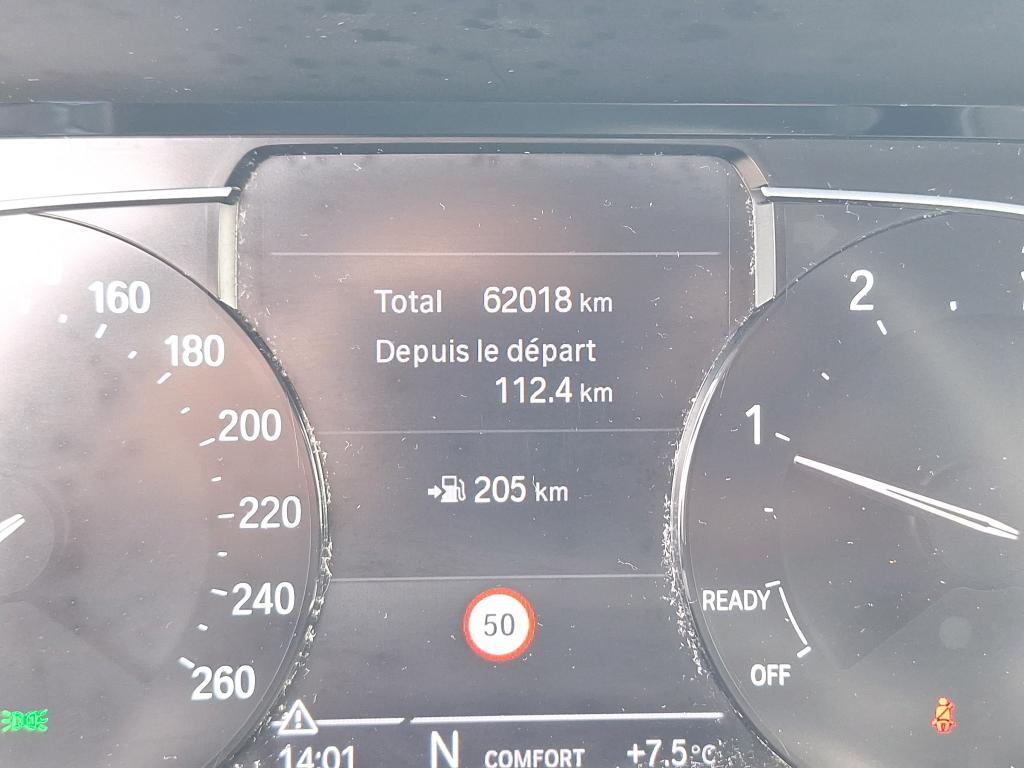 160
180
200
220
240
260
Total 62018 km
Depuis le départ
112.4 km
205 km
50
14:01 N COMFORT +7.5°C
2
1
READY
OFF